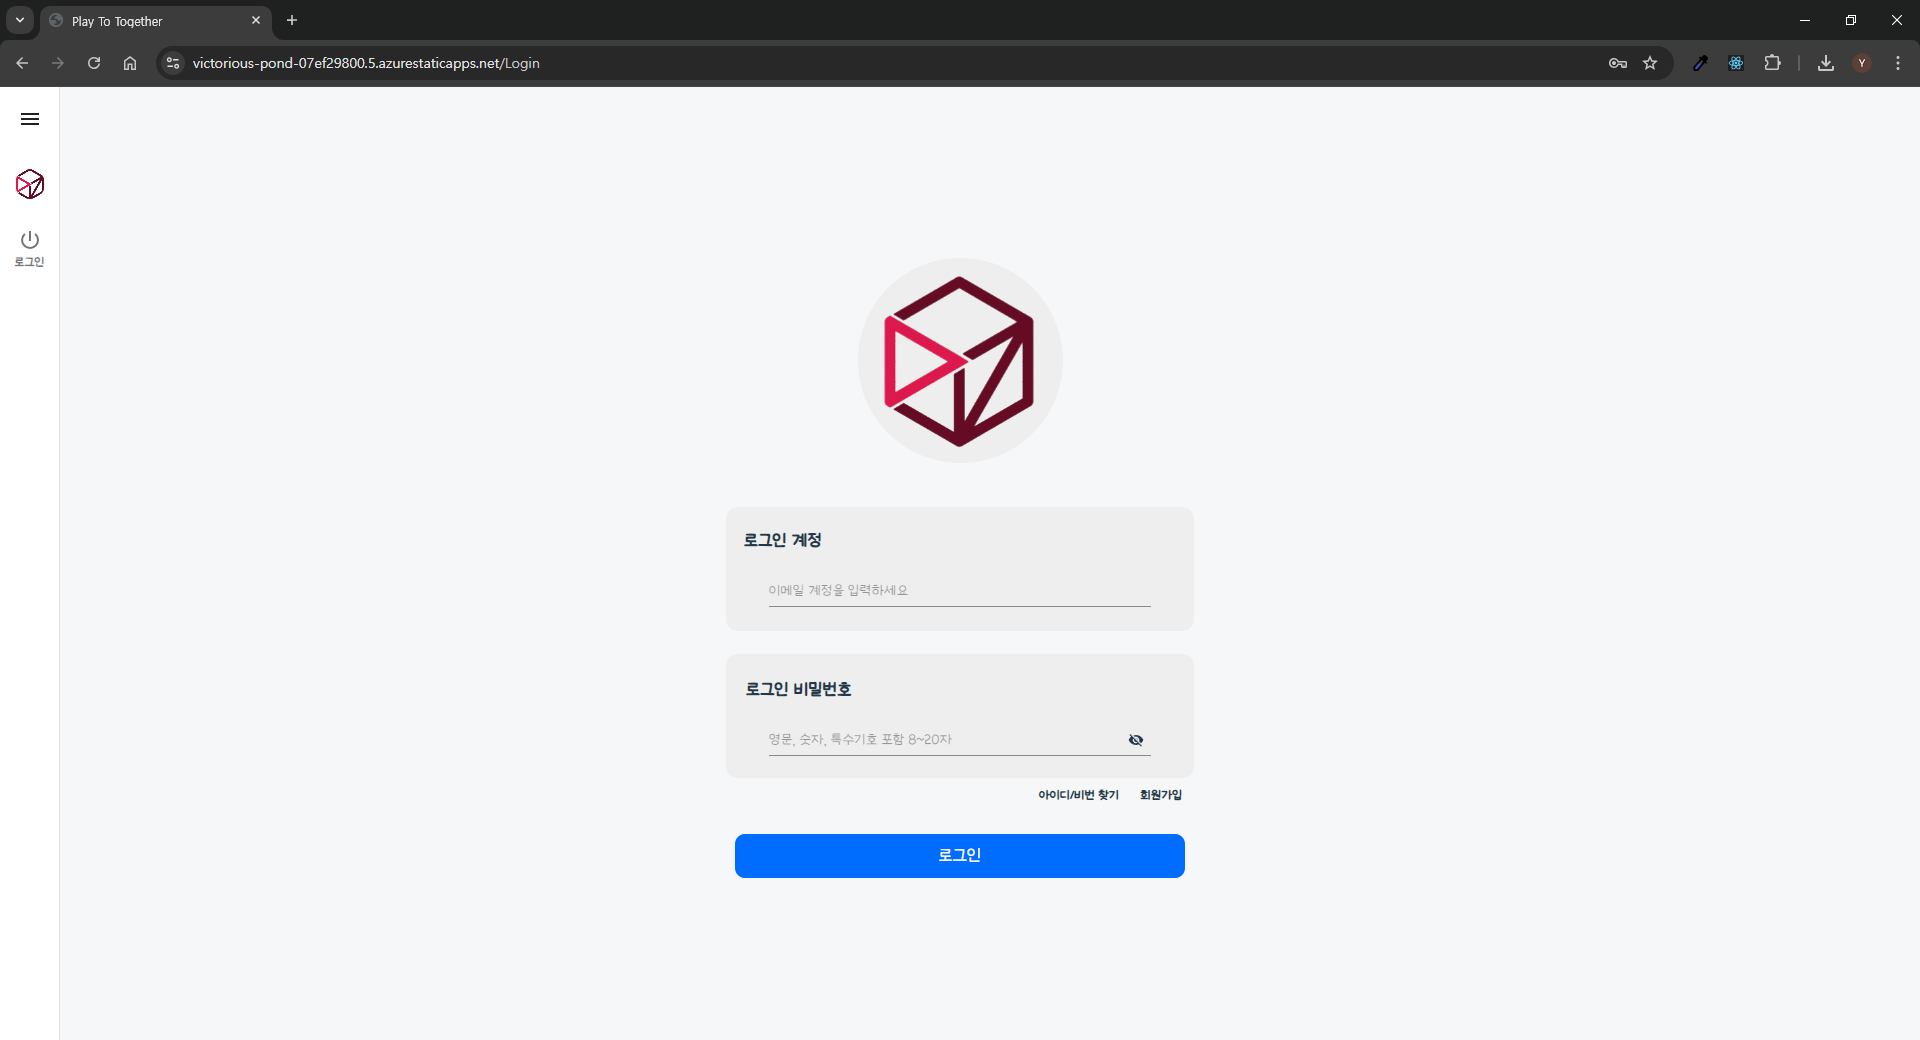 Play To Together
victorious-pond-07ef29800.5.azurestaticapps.net/Login
Y
로그인
로그인 계정
이메일 계정을 입력하세요
로그인 비밀번호
영문, 숫자, 특수기호 포함 8~20자
아이디/비번 찾기 회원가입
로그인